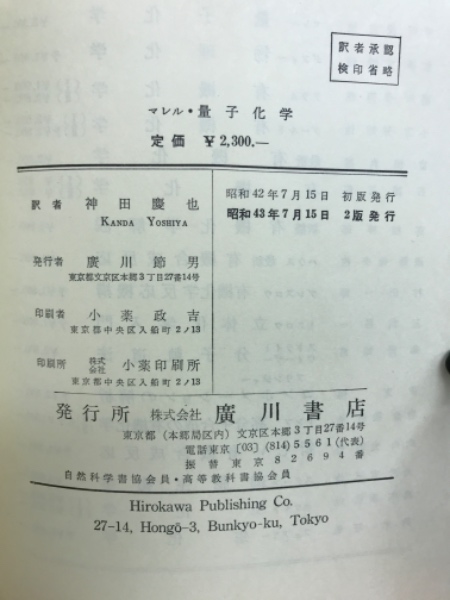 訳者承認
検印省略
マレル・量子化学
定価 ¥2,300.—
訳者 神田慶也
KANDA YOSHIYA
昭和42年7月15日 初版発行
昭和43年7月15日 2版発行
発行者 廣川節男
東京都文京区本郷3丁目27番14号
印刷者 小薬政吉
東京都中央区入船町2ノ13
印刷所 株式会社 小薬印刷所
東京都中央区入船町2ノ13
発行所 株式会社 廣川書店
東京都(本郷局区内)文京区本郷3丁目27番14号
電話東京〔03〕(814)5561(代表)
振替東京82694番
自然科学書協会員・高等教科書協会員
Hirokawa Publishing Co.
27-14, Hongō-3, Bunkyo-ku, Tokyo